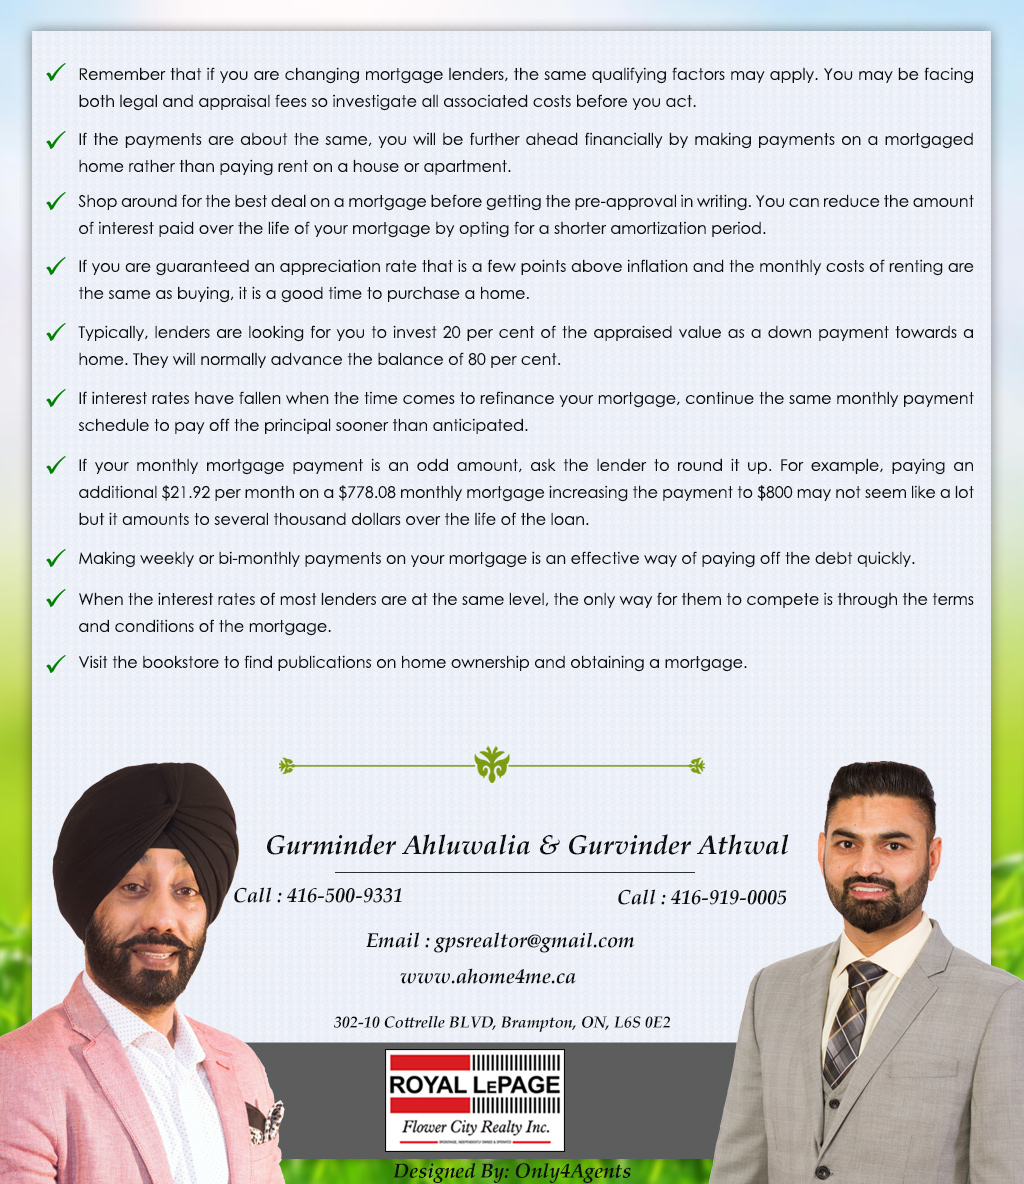 Remember that if you are changing mortgage lenders, the same qualifying factors may apply. You may be facing
both legal and appraisal fees so investigate all associated costs before you act.
If the payments are about the same, you will be further ahead financially by making payments on a mortgaged
home rather than paying rent on a house or apartment.
Shop around for the best deal on a mortgage before getting the pre-approval in writing. You can reduce the amount
of interest paid over the life of your mortgage by opting for a shorter amortization period.
If you are guaranteed an appreciation rate that is a few points above inflation and the monthly costs of renting are
the same as buying, it is a good time to purchase a home.
Typically, lenders are looking for you to invest 20 per cent of the appraised value as a down payment towards a
home. They will normally advance the balance of 80 per cent.
If interest rates have fallen when the time comes to refinance your mortgage, continue the same monthly payment
schedule to pay off the principal sooner than anticipated.
If your monthly mortgage payment is an odd amount, ask the lender to round it up. For example, paying an
additional $21.92 per month on a $778.08 monthly mortgage increasing the payment to $800 may not seem like a lot
but it amounts to several thousand dollars over the life of the loan.
Making weekly or bi-monthly payments on your mortgage is an effective way of paying off the debt quickly.
When the interest rates of most lenders are at the same level, the only way for them to compete is through the terms
and conditions of the mortgage.
Visit the bookstore to find publications on home ownership and obtaining a mortgage.
Gurminder Ahluwalia & Gurvinder Athwal
Call : 416-500-9331
Call : 416-919-0005
Email : gpsrealtor@gmail.com
www.ahome4me.ca
302-10 Cottrelle BLVD, Brampton, ON, L6S 0E2
ROYAL LEPAGE
Flower City Realty Inc.
BROKERAGE, INDEPENDENTLY OWNED & OPERATED
Designed By: Only4Agents